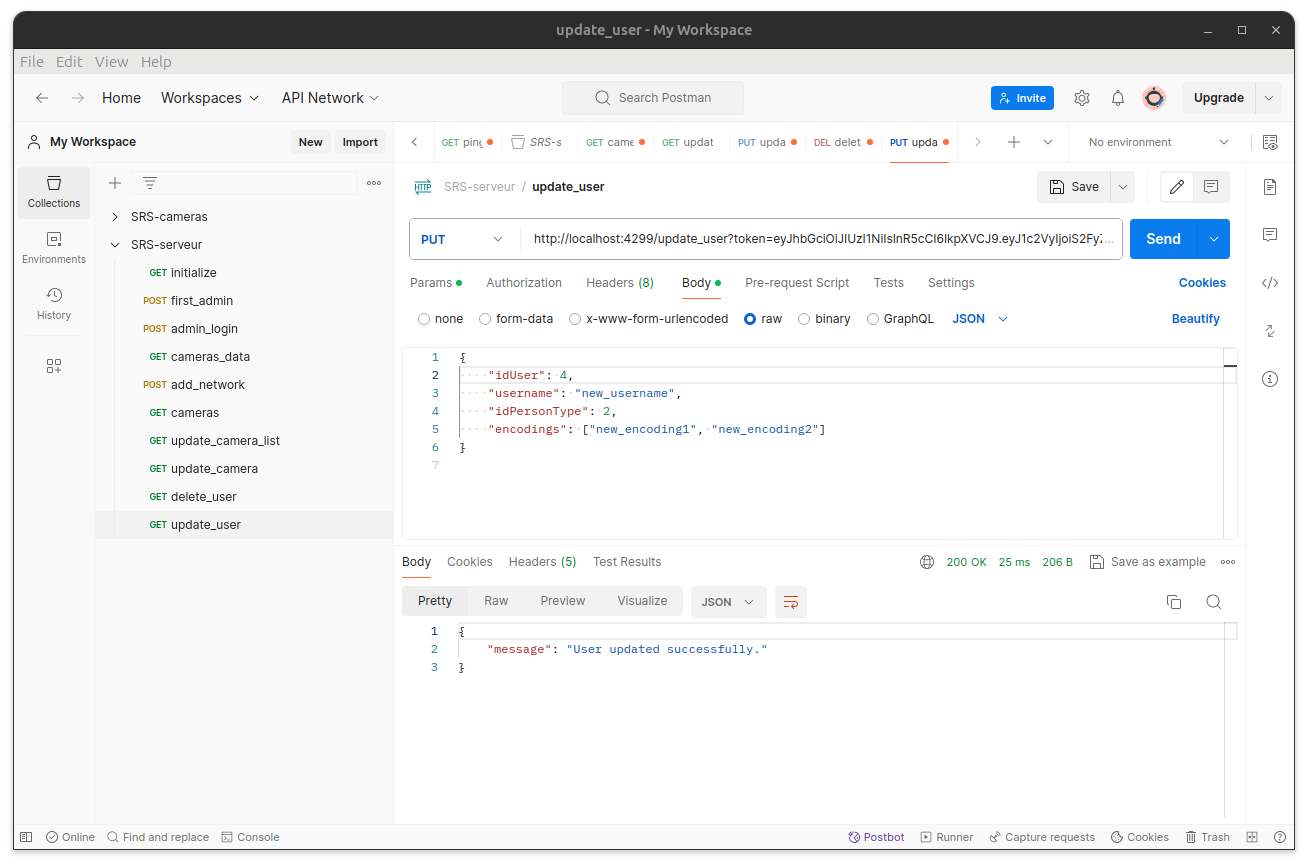 update_user - My Workspace
File Edit View Help
Home Workspaces API Network Search Postman Invite Upgrade
My Workspace New Import
GET ping SRS-s GET came GET updat PUT upda DEL delet PUT upda No environment
Collections
Environments
History
SRS-cameras
SRS-serveur
GET initialize
POST first_admin
POST admin_login
GET cameras_data
POST add_network
GET cameras
GET update_camera_list
GET update_camera
GET delete_user
GET update_user
HTTP SRS-serveur / update_user Save
PUT http://localhost:4299/update_user?token=eyJhbGciOiJIUzI1NiIsInR5cCI6IkpXVCJ9.eyJ1c2VyIjoiS2FyZ... Send
Params Authorization Headers (8) Body Pre-request Script Tests Settings Cookies
none form-data x-www-form-urlencoded raw binary GraphQL JSON Beautify
1 {
2 "idUser": 4,
3 "username": "new_username",
4 "idPersonType": 2,
5 "encodings": ["new_encoding1", "new_encoding2"]
6 }
7
Body Cookies Headers (5) Test Results 200 OK 25 ms 206 B Save as example
Pretty Raw Preview Visualize JSON
1 {
2 "message": "User updated successfully."
3 }
Online Find and replace Console Postbot Runner Capture requests Cookies Trash